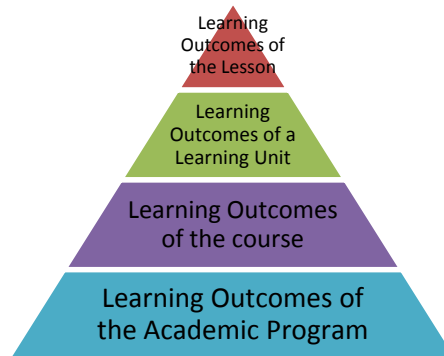 Learning
Outcomes of
the Lesson
Learning
Outcomes of a
Learning Unit
Learning Outcomes
of the course
Learning Outcomes of
the Academic Program